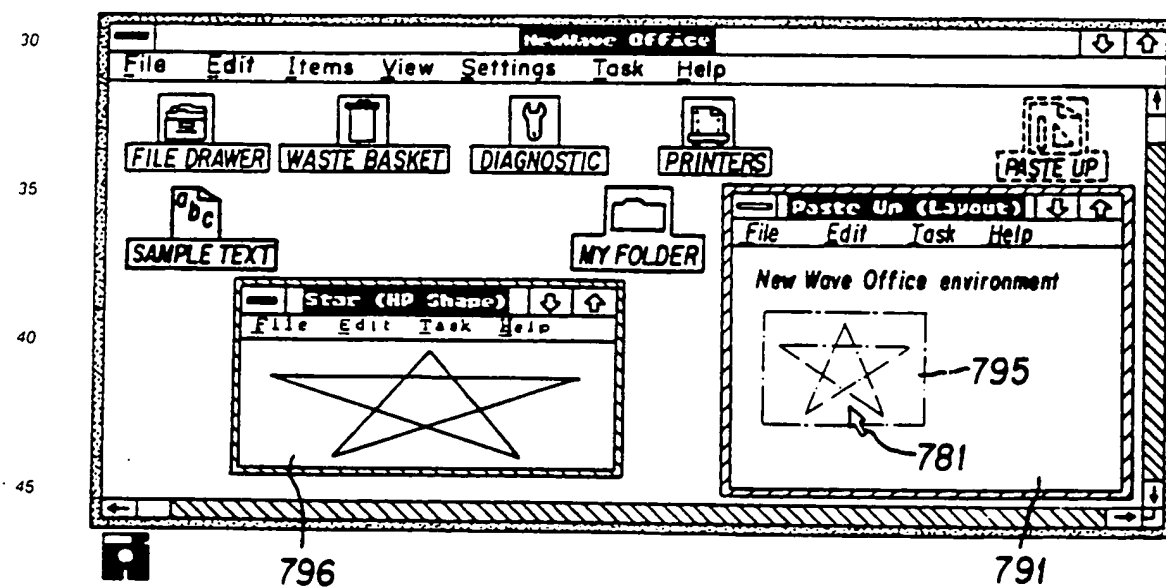 30
NewWave Office
File Edit Items View Settings Task Help
FILE DRAWER WASTE BASKET DIAGNOSTIC PRINTERS PASTE UP
35
abc
SAMPLE TEXT MY FOLDER
Paste Up (Layout)
File Edit Task Help
New Wave Office environment
Star (HP Shape)
File Edit Task Help
40
795
781
45
796 791